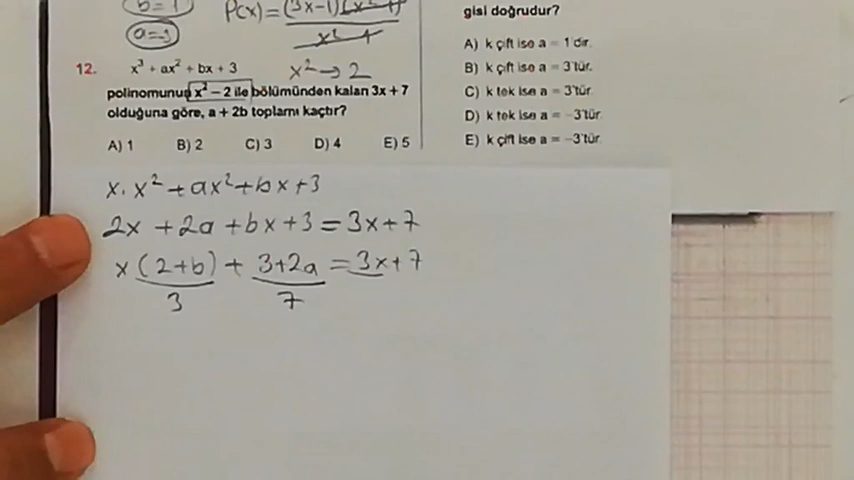 b = 1
a = -3
P(x) = (3x-1)
x² → 2
12. x³ + ax² + bx + 3
polinomunun x² − 2 ile bölümünden kalan 3x + 7
olduğuna göre, a + 2b toplamı kaçtır?
A) 1 B) 2 C) 3 D) 4 E) 5
gisi doğrudur?
A) k çift ise a = 1'dir.
B) k çift ise a = 3'tür.
C) k tek ise a = 3'tür.
D) k tek ise a = −3'tür.
E) k çift ise a = −3'tür.
x.x² + ax² + bx + 3
2x + 2a + bx + 3 = 3x + 7
x (2+b) + 3+2a = 3x + 7
3 7